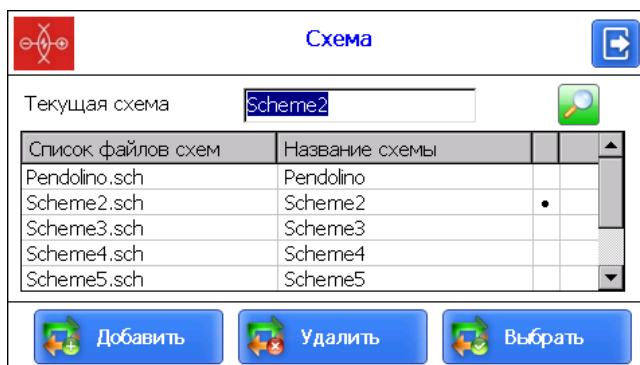 Схема
Текущая схема Scheme2
Список файлов схем Название схемы
Pendolino.sch Pendolino
Scheme2.sch Scheme2 •
Scheme3.sch Scheme3
Scheme4.sch Scheme4
Scheme5.sch Scheme5
Добавить Удалить Выбрать